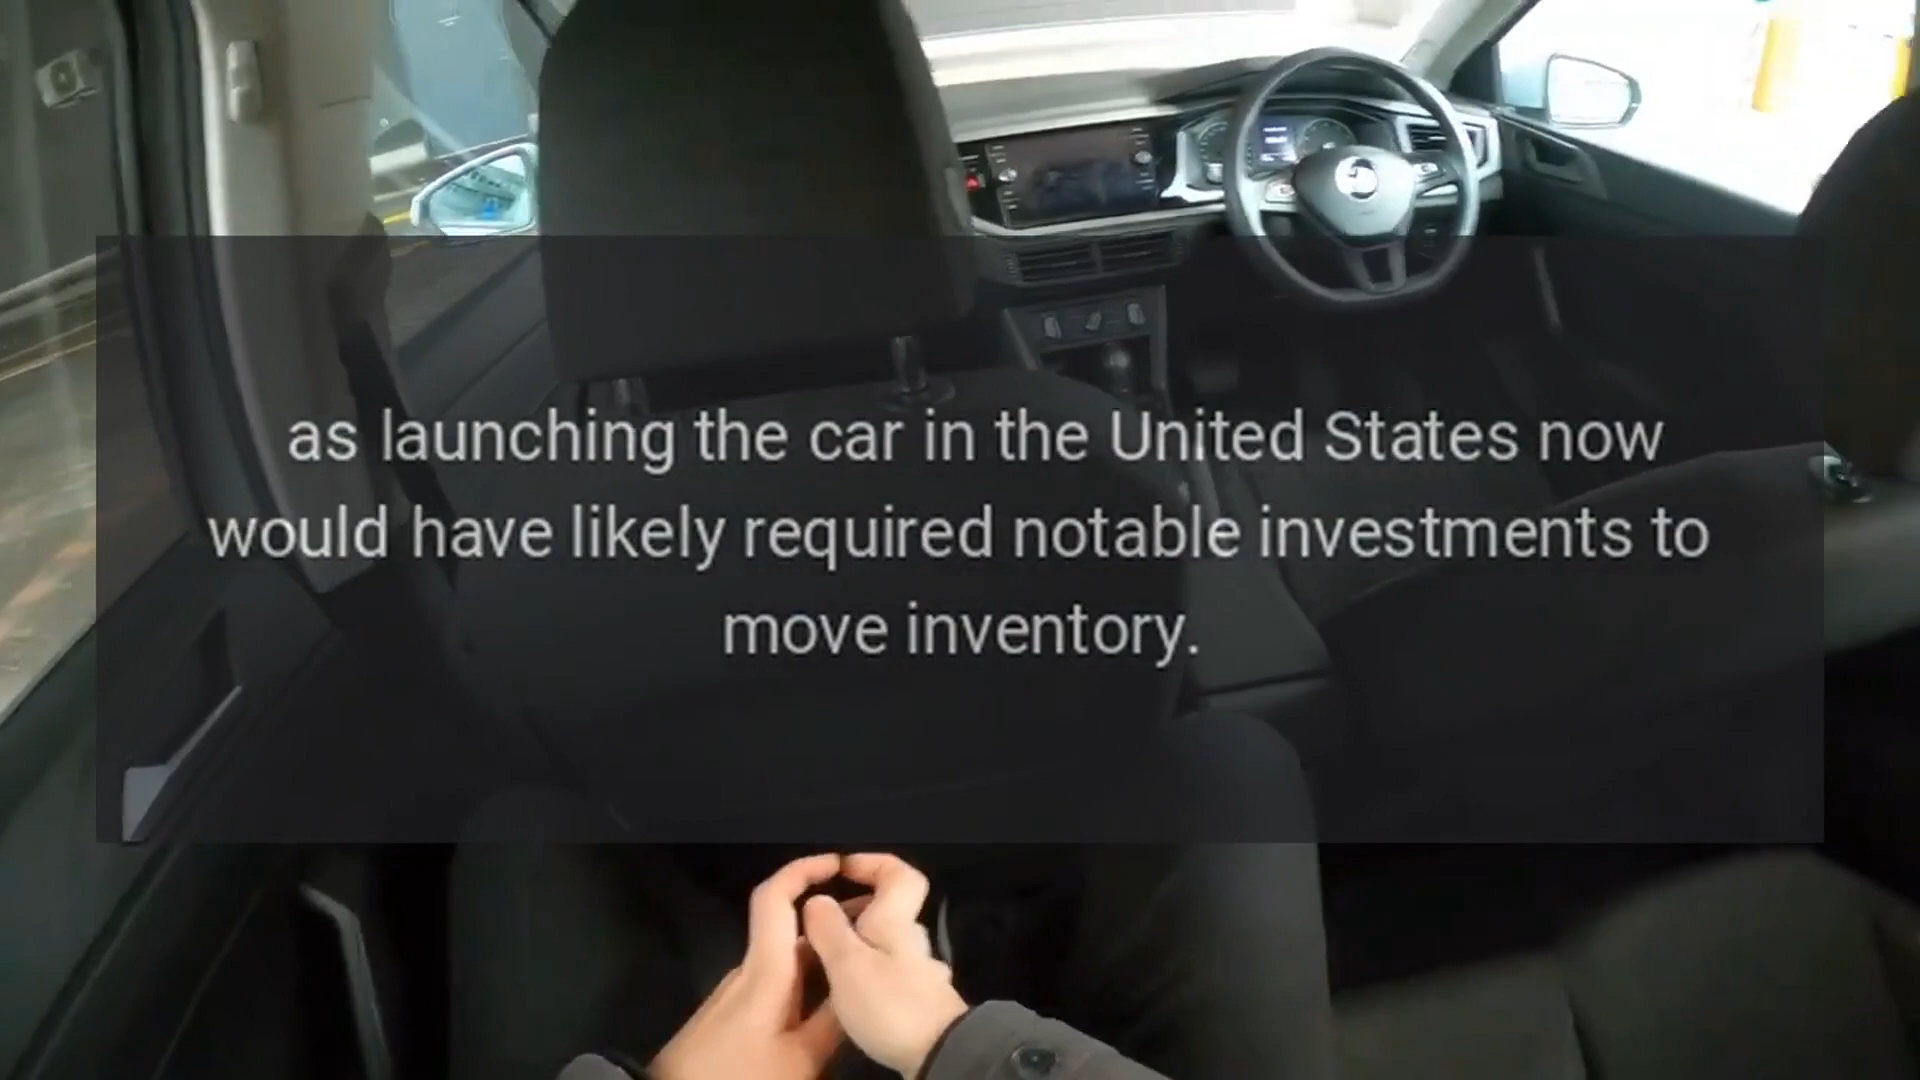 as launching the car in the United States now
would have likely required notable investments to
move inventory.